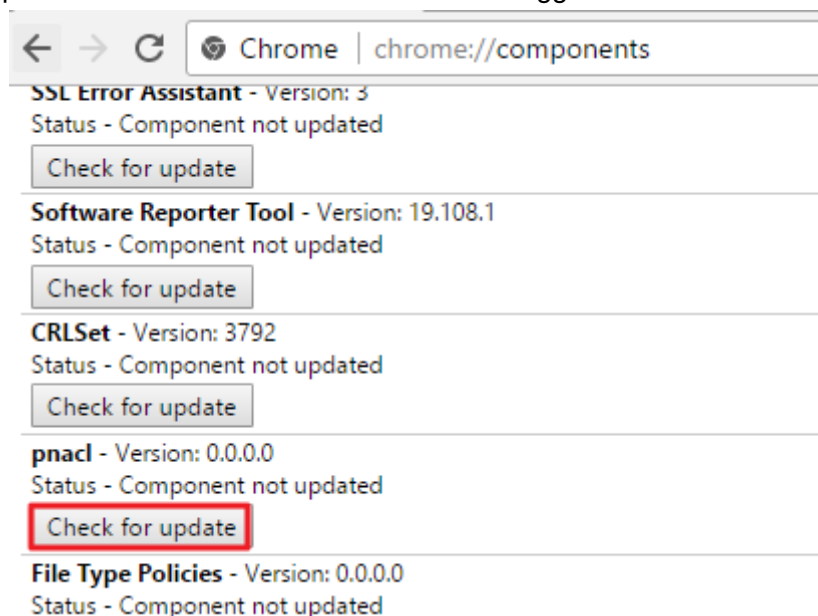 Chrome | chrome://components
SSL Error Assistant - Version: 3
Status - Component not updated
Check for update
Software Reporter Tool - Version: 19.108.1
Status - Component not updated
Check for update
CRLSet - Version: 3792
Status - Component not updated
Check for update
pnacl - Version: 0.0.0.0
Status - Component not updated
Check for update
File Type Policies - Version: 0.0.0.0
Status - Component not updated